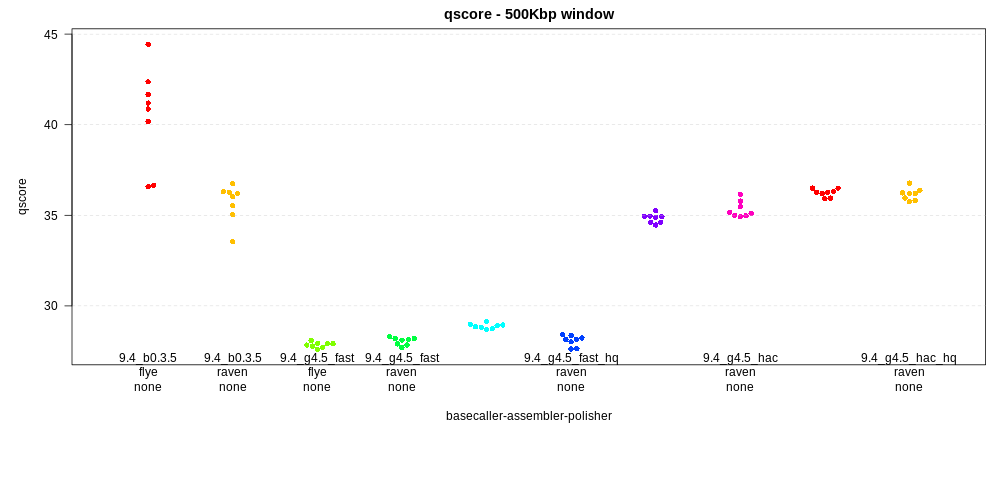 qscore - 500Kbp window
45
40
35
30
qscore
9.4_b0.3.5 9.4_b0.3.5 9.4_g4.5_fast 9.4_g4.5_fast 9.4_g4.5_fast_hq 9.4_g4.5_hac 9.4_g4.5_hac_hq
flye raven flye raven raven raven raven
none none none none none none none
basecaller-assembler-polisher